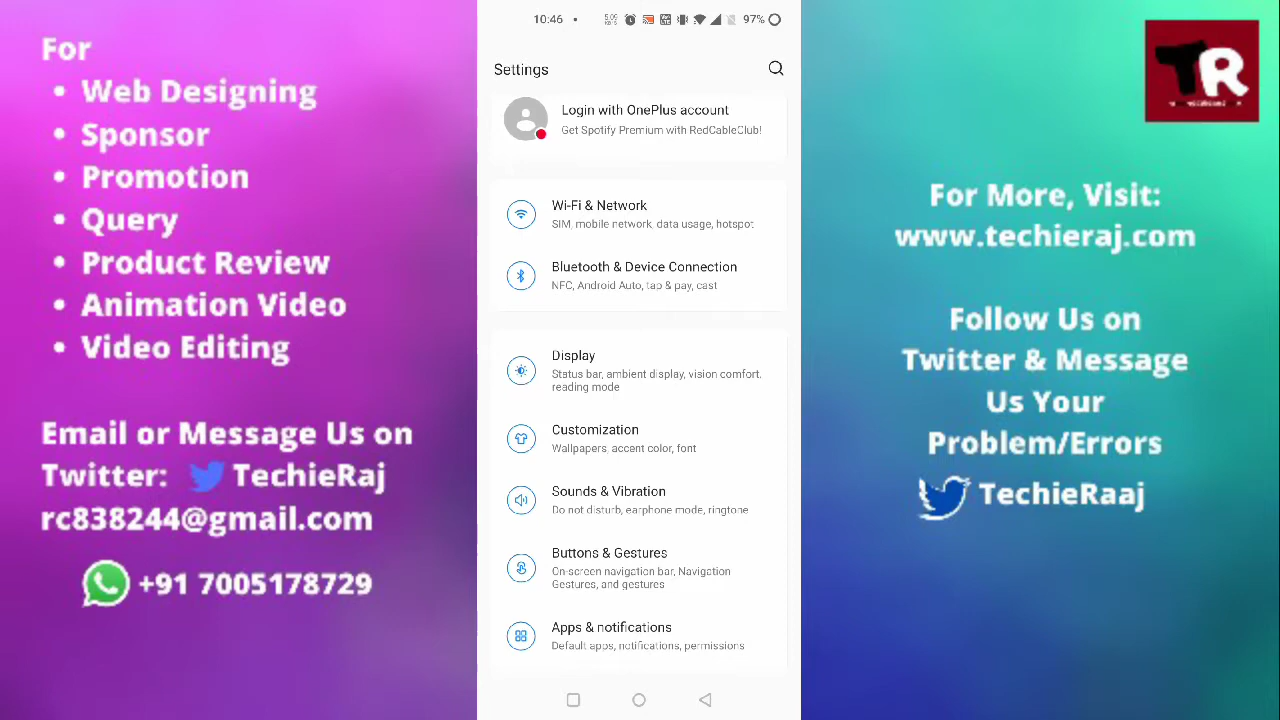 For
• Web Designing
• Sponsor
• Promotion
• Query
• Product Review
• Animation Video
• Video Editing
Email or Message Us on
Twitter: TechieRaj
rc838244@gmail.com
+91 7005178729
10:46
97%
Settings
Login with OnePlus account
Get Spotify Premium with RedCableClub!
Wi-Fi & Network
SIM, mobile network, data usage, hotspot
Bluetooth & Device Connection
NFC, Android Auto, tap & pay, cast
Display
Status bar, ambient display, vision comfort,
reading mode
Customization
Wallpapers, accent color, font
Sounds & Vibration
Do not disturb, earphone mode, ringtone
Buttons & Gestures
On-screen navigation bar, Navigation
Gestures, and gestures
Apps & notifications
Default apps, notifications, permissions
TR
For More, Visit:
www.techieraj.com
Follow Us on
Twitter & Message
Us Your
Problem/Errors
TechieRaaj